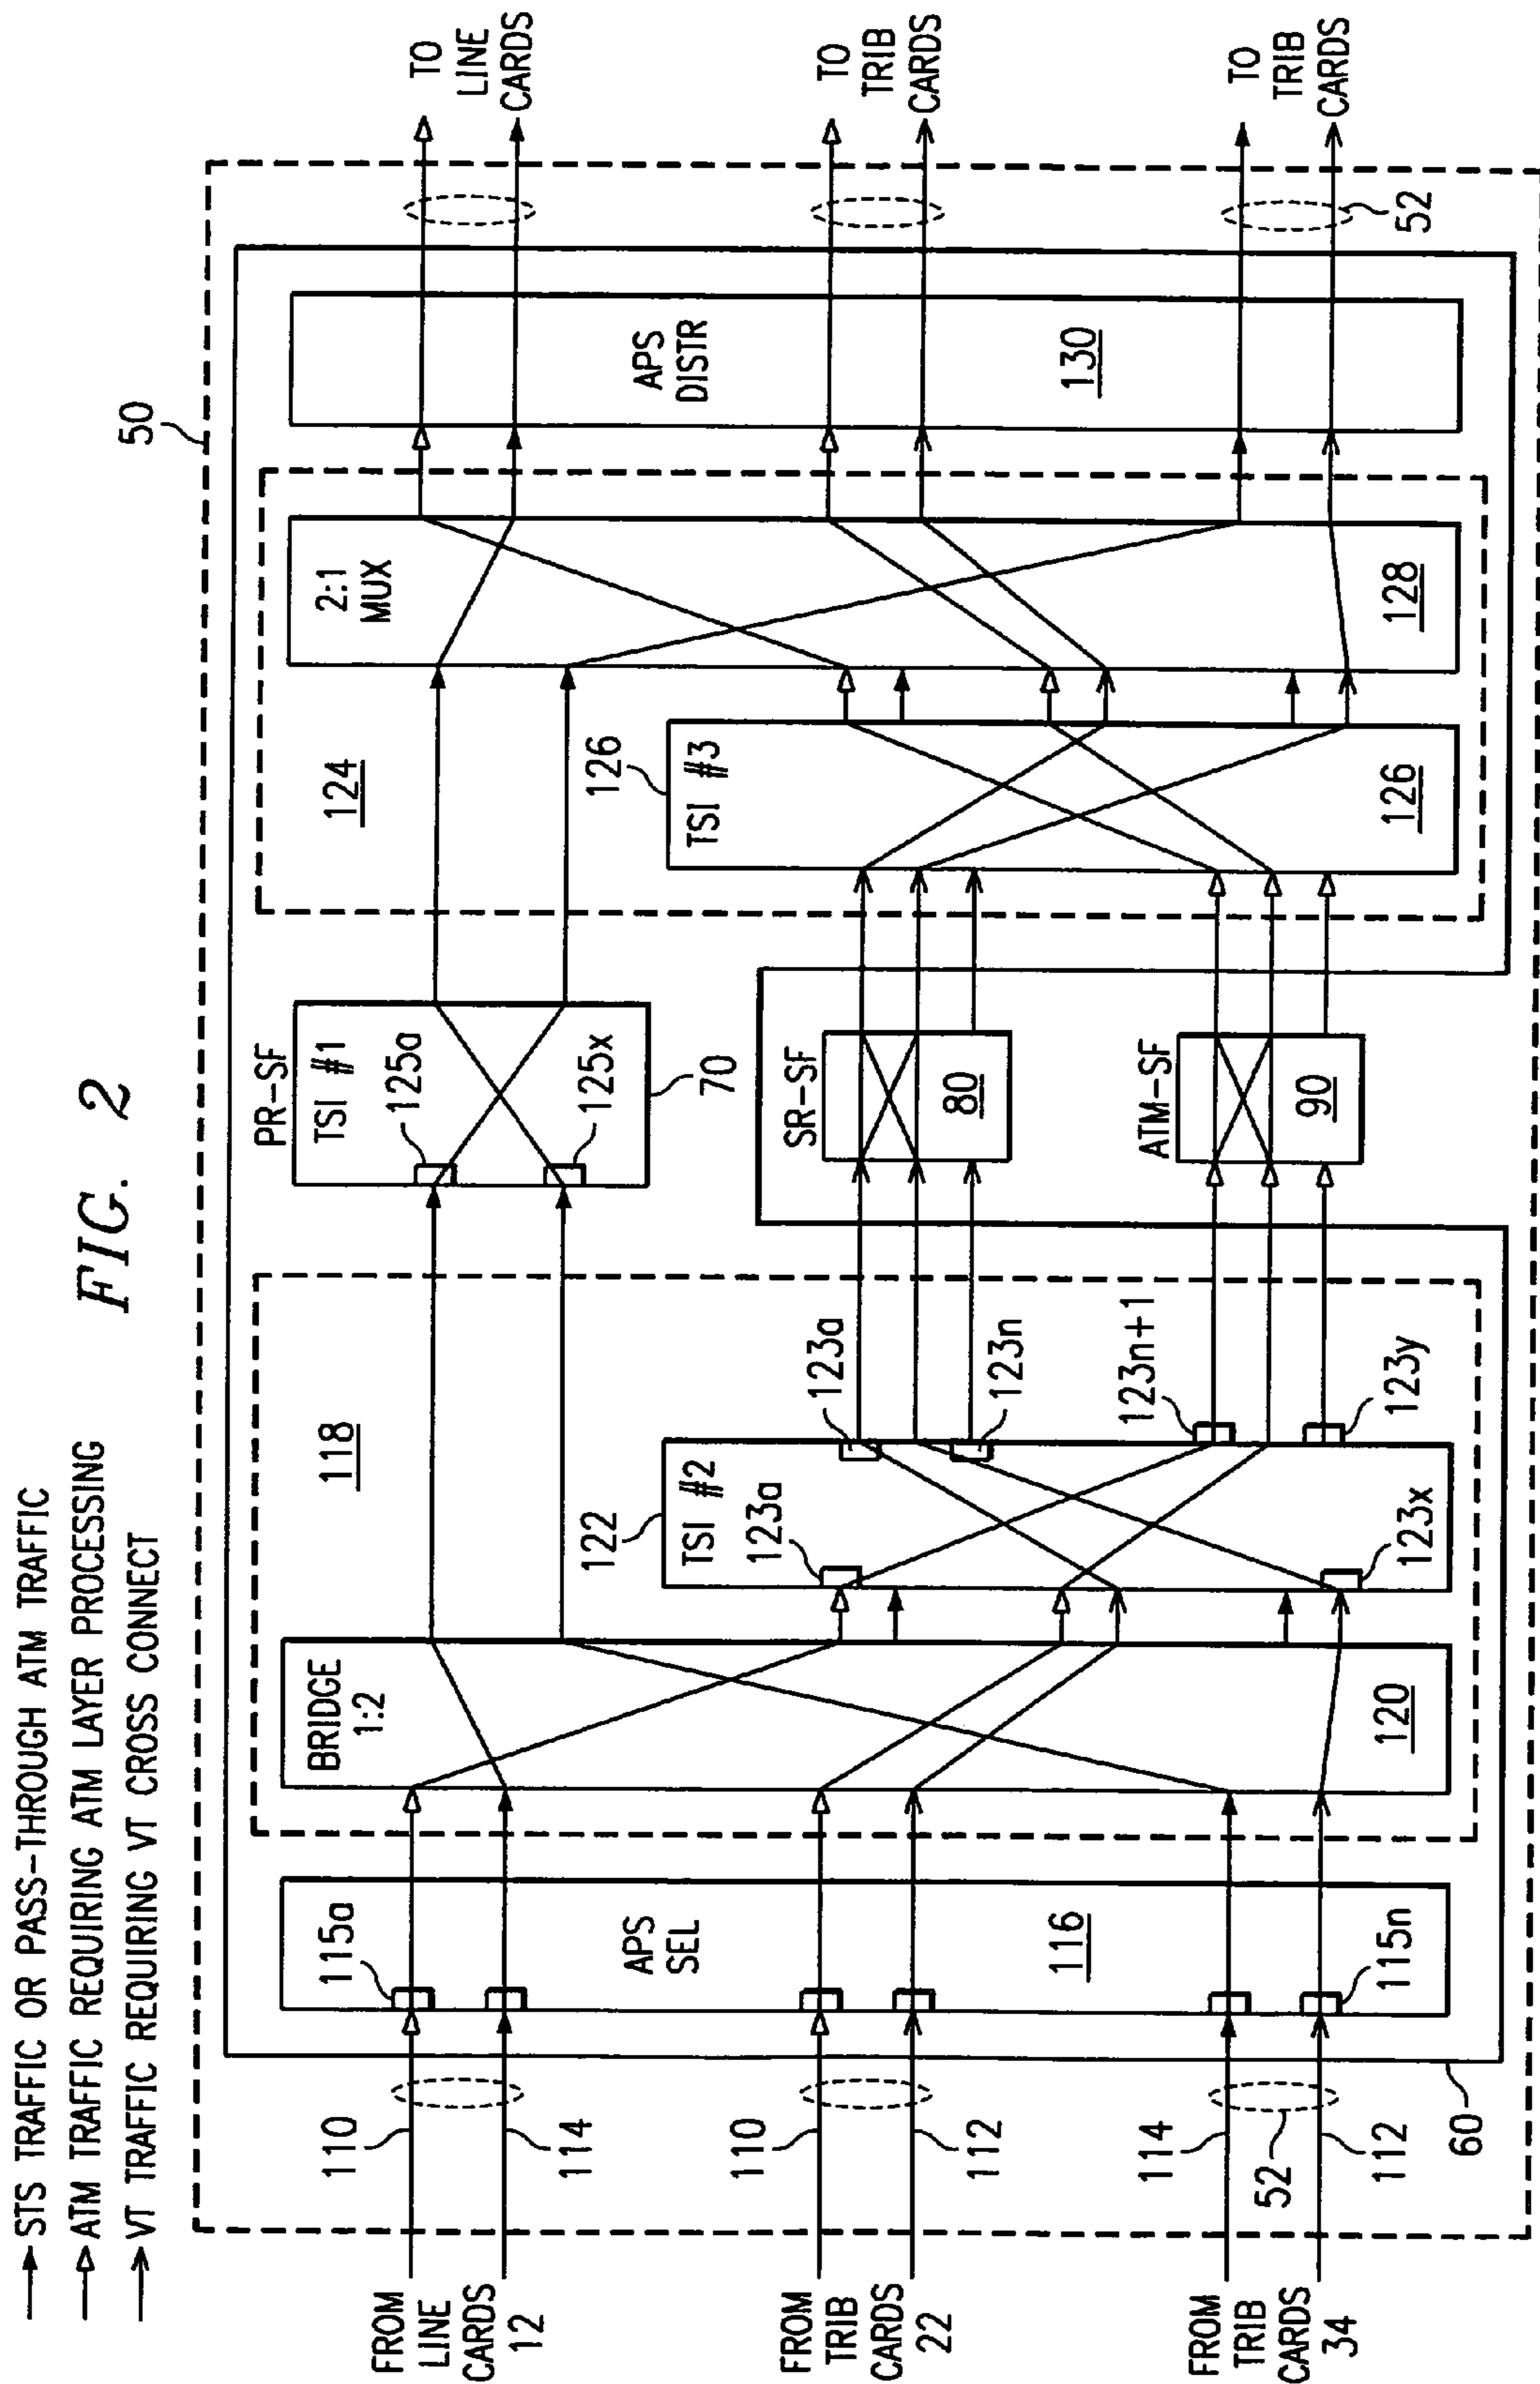 FIG. 2
STS TRAFFIC OR PASS-THROUGH ATM TRAFFIC
ATM TRAFFIC REQUIRING ATM LAYER PROCESSING
VT TRAFFIC REQUIRING VT CROSS CONNECT
50
FROM
LINE
CARDS
12
110
114
FROM
TRIB
CARDS
22
110
112
FROM
TRIB
CARDS
34
114
52
112
60
115a
APS
SEL
116
115n
118
BRIDGE
1:2
120
122
TSI #2
123a
123x
123a
123n
123n+1
123y
PR-SF
TSI #1
125a
125x
70
SR-SF
80
ATM-SF
90
124
126
TSI #3
126
2:1
MUX
128
APS
DISTR
130
TO
LINE
CARDS
TO
TRIB
CARDS
TO
TRIB
CARDS
52